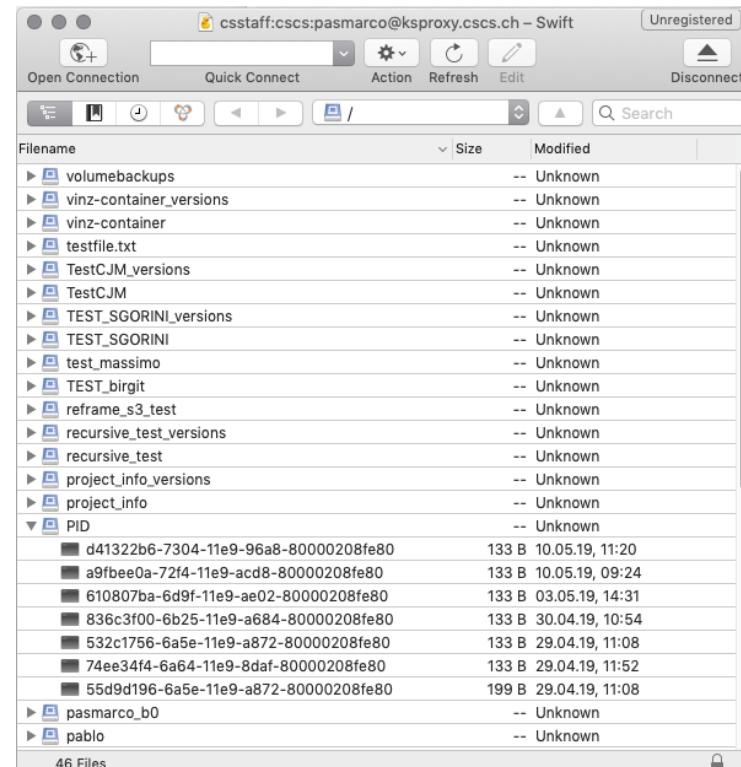 csstaff:cscs:pasmarco@ksproxy.cscs.ch – Swift
Unregistered
Open Connection Quick Connect Action Refresh Edit Disconnect
/ Search
Filename Size Modified
volumebackups -- Unknown
vinz-container_versions -- Unknown
vinz-container -- Unknown
testfile.txt -- Unknown
TestCJM_versions -- Unknown
TestCJM -- Unknown
TEST_SGORINI_versions -- Unknown
TEST_SGORINI -- Unknown
test_massimo -- Unknown
TEST_birgit -- Unknown
reframe_s3_test -- Unknown
recursive_test_versions -- Unknown
recursive_test -- Unknown
project_info_versions -- Unknown
project_info -- Unknown
PID -- Unknown
d41322b6-7304-11e9-96a8-80000208fe80 133 B 10.05.19, 11:20
a9fbee0a-72f4-11e9-acd8-80000208fe80 133 B 10.05.19, 09:24
610807ba-6d9f-11e9-ae02-80000208fe80 133 B 03.05.19, 14:31
836c3f00-6b25-11e9-a684-80000208fe80 133 B 30.04.19, 10:54
532c1756-6a5e-11e9-a872-80000208fe80 133 B 29.04.19, 11:08
74ee34f4-6a64-11e9-8daf-80000208fe80 133 B 29.04.19, 11:52
55d9d196-6a5e-11e9-a872-80000208fe80 199 B 29.04.19, 11:08
pasmarco_b0 -- Unknown
pablo -- Unknown
46 Files